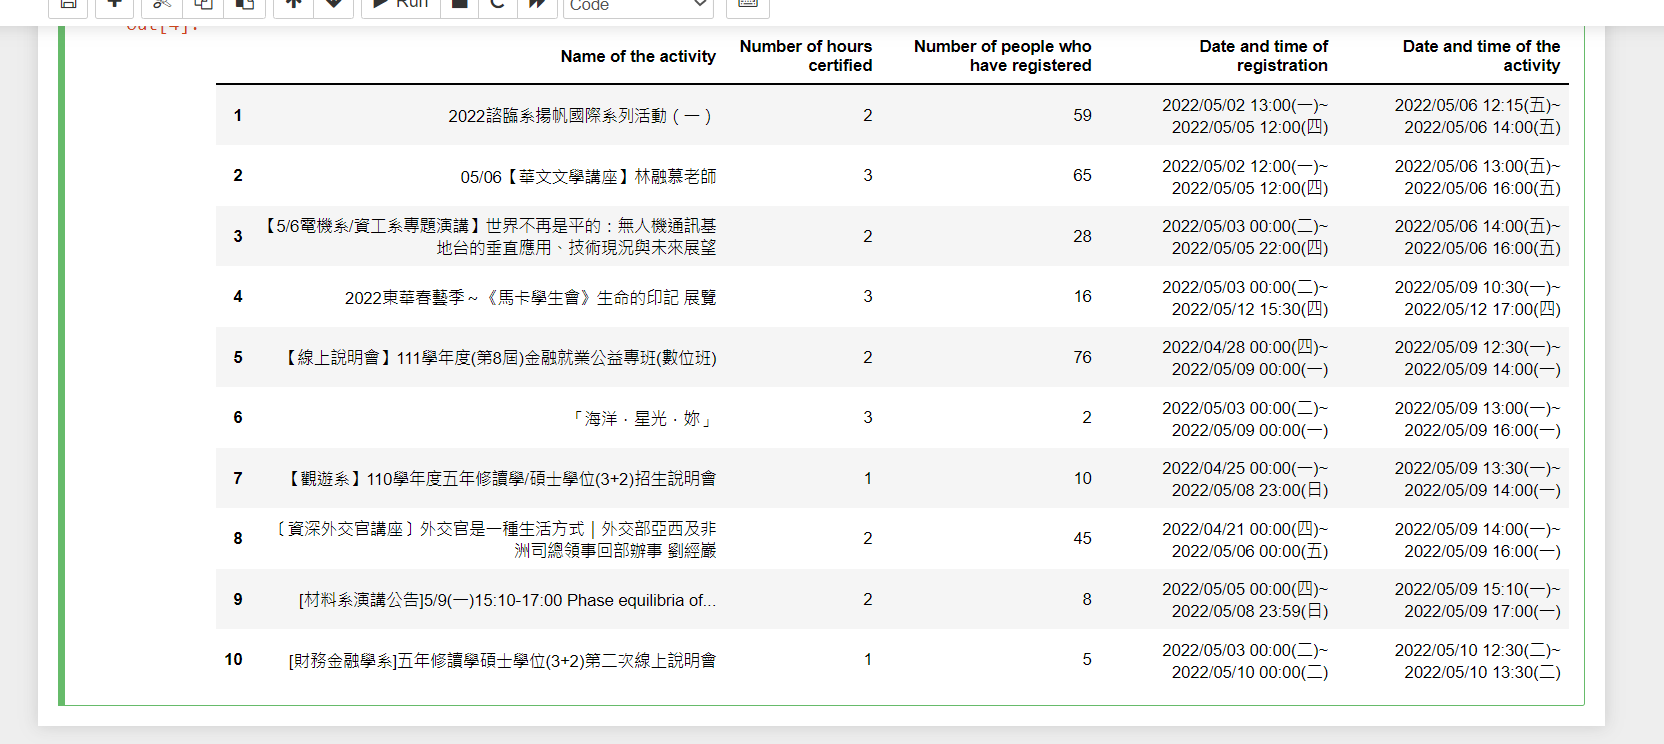 Run
Code
Out[4]:
Name of the activity
Number of hours
certified
Number of people who
have registered
Date and time of
registration
Date and time of the
activity
1
2022諮臨系揚帆國際系列活動（一）
2
59
2022/05/02 13:00(一)~
2022/05/05 12:00(四)
2022/05/06 12:15(五)~
2022/05/06 14:00(五)
2
05/06【華文文學講座】林融慕老師
3
65
2022/05/02 12:00(一)~
2022/05/05 12:00(四)
2022/05/06 13:00(五)~
2022/05/06 16:00(五)
3
【5/6電機系/資工系專題演講】世界不再是平的：無人機通訊基
地台的垂直應用、技術現況與未來展望
2
28
2022/05/03 00:00(二)~
2022/05/05 22:00(四)
2022/05/06 14:00(五)~
2022/05/06 16:00(五)
4
2022東華春藝季～《馬卡學生會》生命的印記 展覽
3
16
2022/05/03 00:00(二)~
2022/05/12 15:30(四)
2022/05/09 10:30(一)~
2022/05/12 17:00(四)
5
【線上說明會】111學年度(第8屆)金融就業公益專班(數位班)
2
76
2022/04/28 00:00(四)~
2022/05/09 00:00(一)
2022/05/09 12:30(一)~
2022/05/09 14:00(一)
6
「海洋．星光．妳」
3
2
2022/05/03 00:00(二)~
2022/05/09 00:00(一)
2022/05/09 13:00(一)~
2022/05/09 16:00(一)
7
【觀遊系】110學年度五年修讀學/碩士學位(3+2)招生說明會
1
10
2022/04/25 00:00(一)~
2022/05/08 23:00(日)
2022/05/09 13:30(一)~
2022/05/09 14:00(一)
8
〔資深外交官講座〕外交官是一種生活方式｜外交部亞西及非
洲司總領事回部辦事 劉經巖
2
45
2022/04/21 00:00(四)~
2022/05/06 00:00(五)
2022/05/09 14:00(一)~
2022/05/09 16:00(一)
9
[材料系演講公告]5/9(一)15:10-17:00 Phase equilibria of...
2
8
2022/05/05 00:00(四)~
2022/05/08 23:59(日)
2022/05/09 15:10(一)~
2022/05/09 17:00(一)
10
[財務金融學系]五年修讀學碩士學位(3+2)第二次線上說明會
1
5
2022/05/03 00:00(二)~
2022/05/10 00:00(二)
2022/05/10 12:30(二)~
2022/05/10 13:30(二)